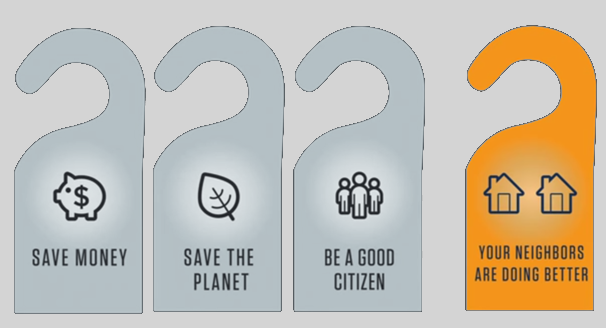 SAVE MONEY
SAVE THE
PLANET
BE A GOOD
CITIZEN
YOUR NEIGHBORS
ARE DOING BETTER